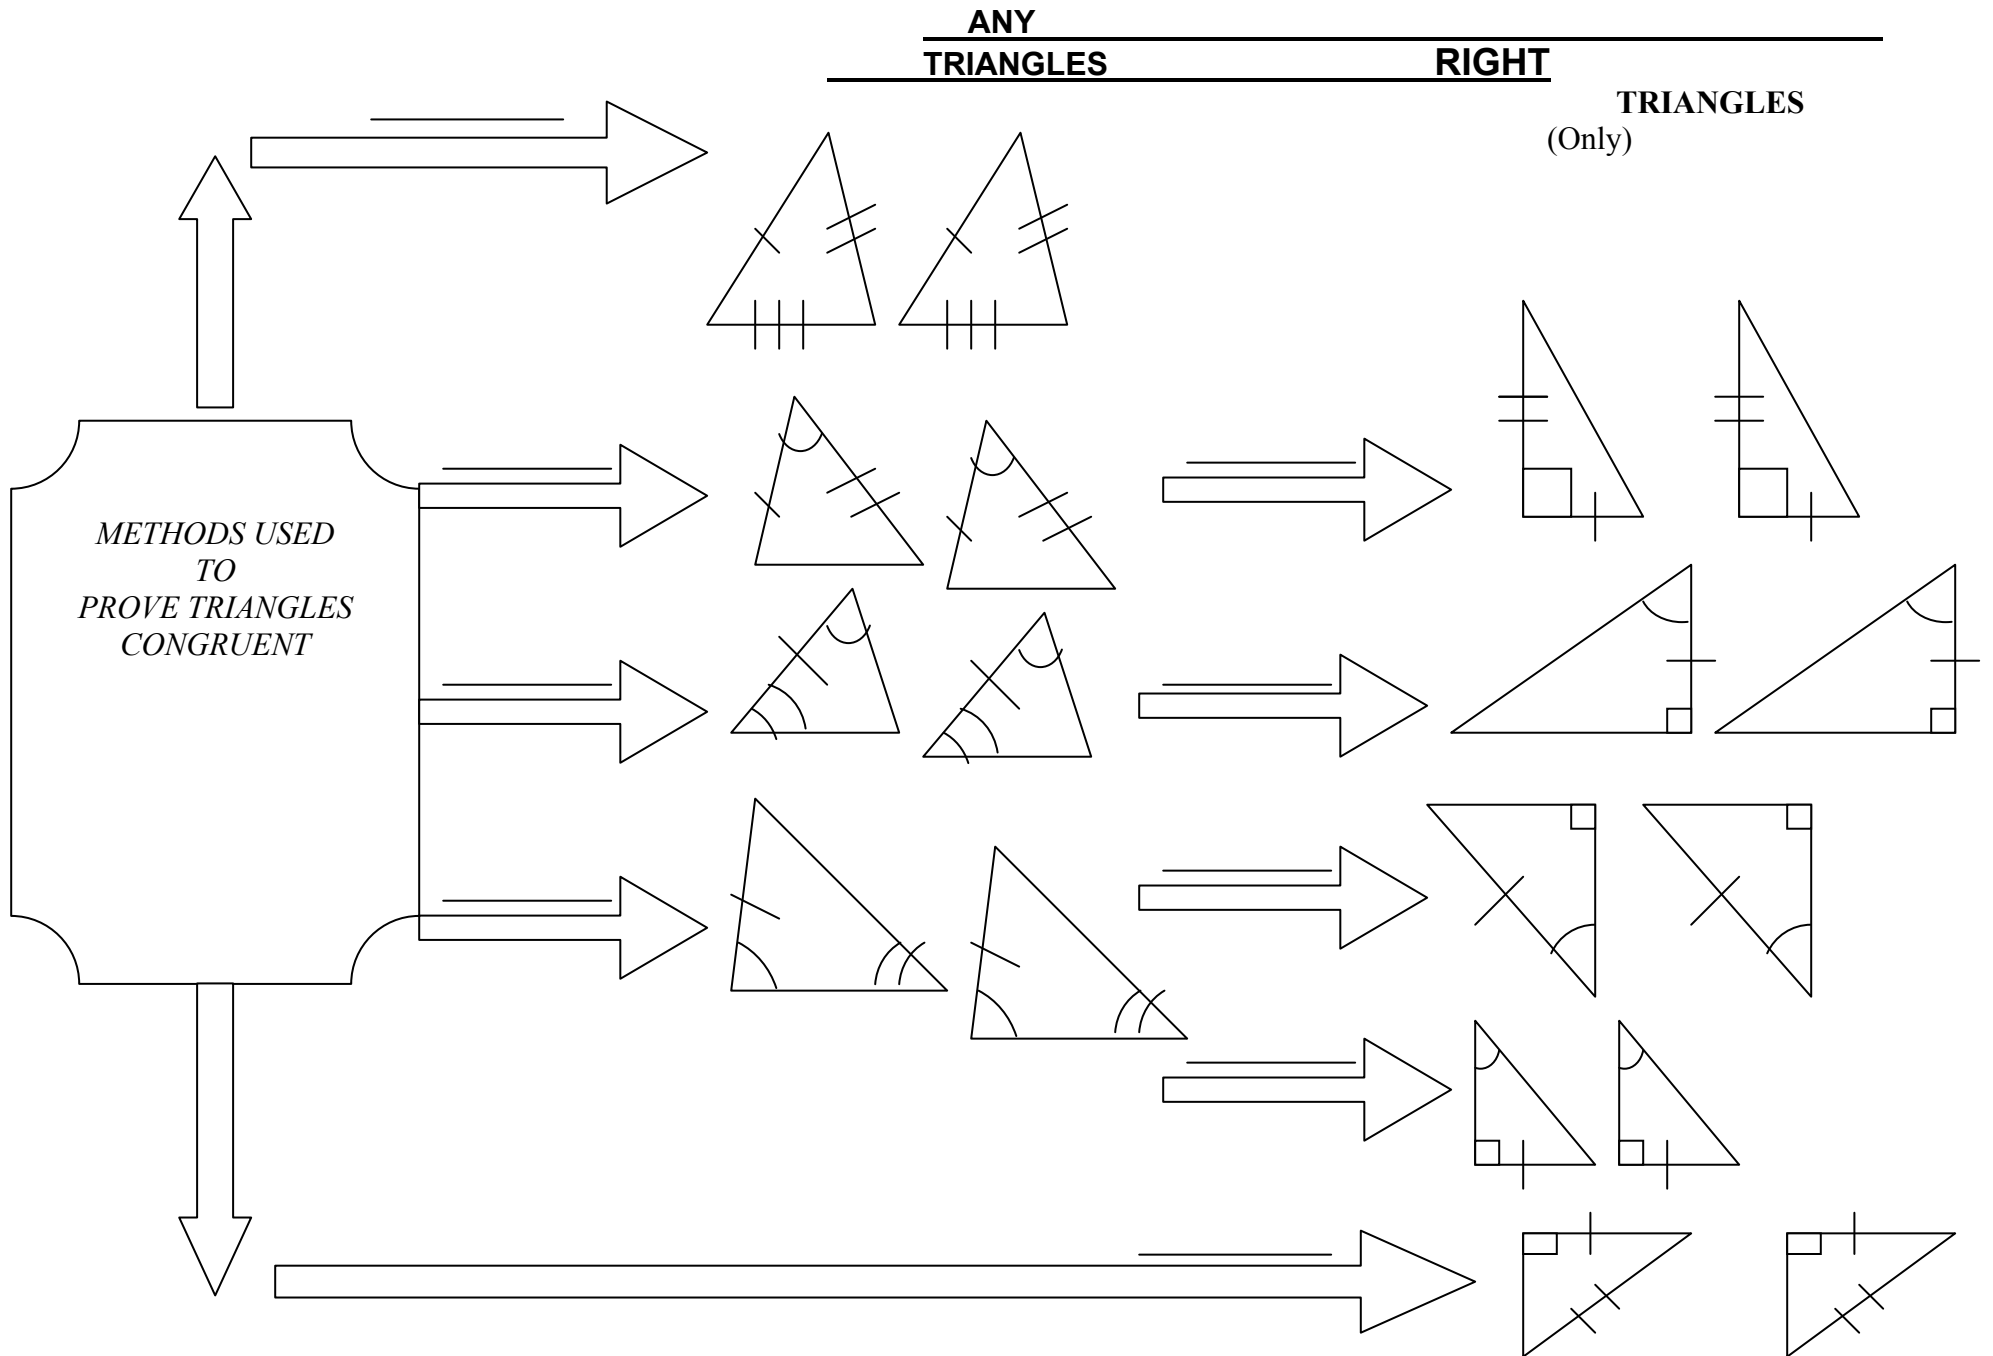 ANY
TRIANGLES RIGHT
TRIANGLES
(Only)
METHODS USED
TO
PROVE TRIANGLES
CONGRUENT